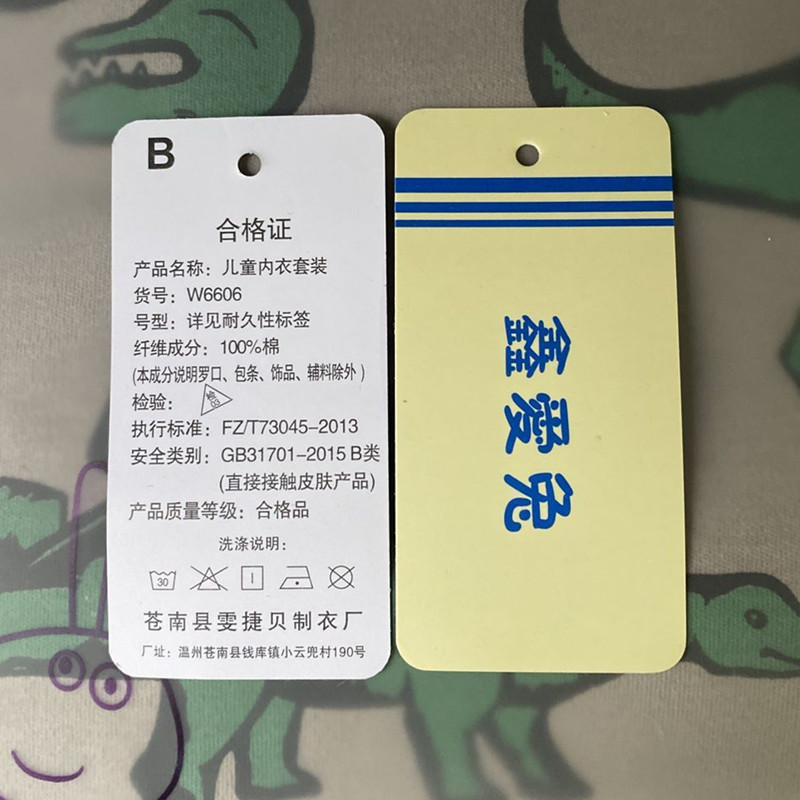 B
合格证
产品名称：儿童内衣套装
货号：W6606
号型：详见耐久性标签
纤维成分：100%棉
(本成分说明罗口、包条、饰品、辅料除外)
检验：检03
执行标准：FZ/T73045-2013
安全类别：GB31701-2015 B类
(直接接触皮肤产品)
产品质量等级：合格品
洗涤说明：
30
苍南县雯捷贝制衣厂
厂址：温州苍南县钱库镇小云兜村190号
鑫爱兔